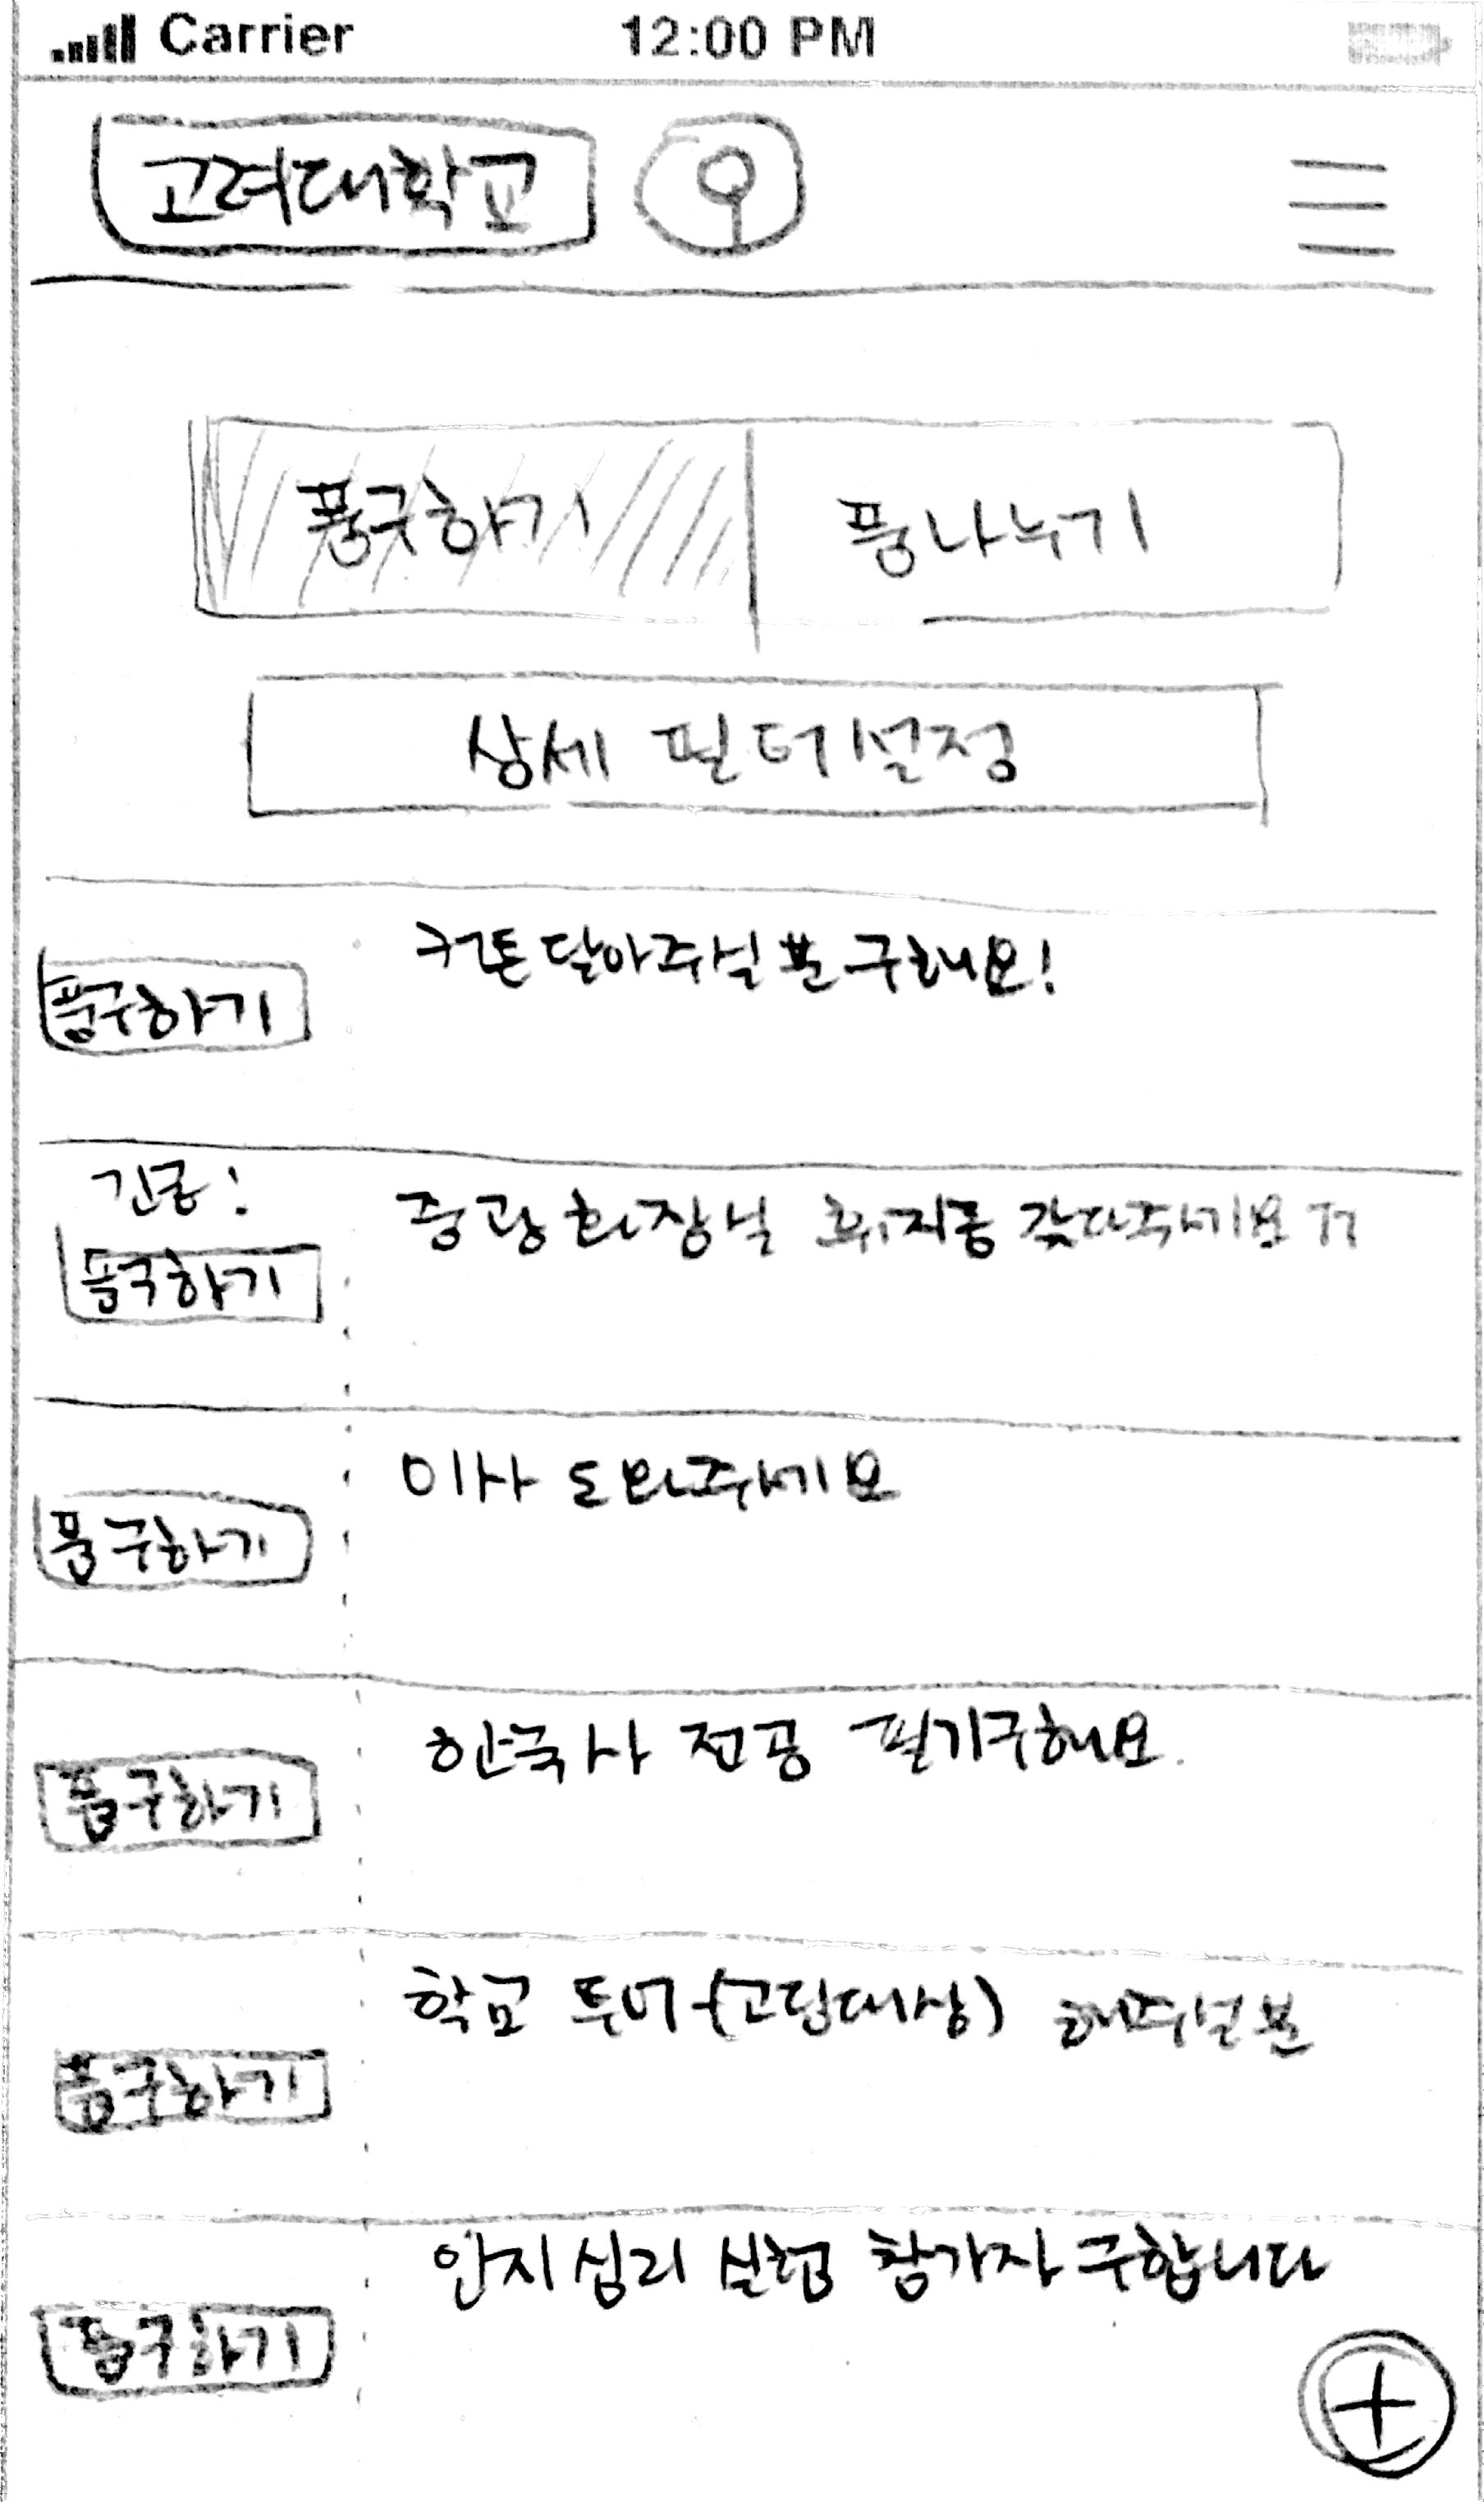 Carrier 12:00 PM
고려대학교
품구하기 품나누기
상세 필터설정
커튼 달아주실 분 구해요!
품구하기
긴급:
중광 화장실 휴지좀 갖다주세요 ㅠ
품구하기
이사 도와주세요
품구하기
한국사 전공 필기구해요.
품구하기
학교 투어 (고딩대상) 해주실분
품구하기
인지심리 실험 참가자 구합니다
품구하기